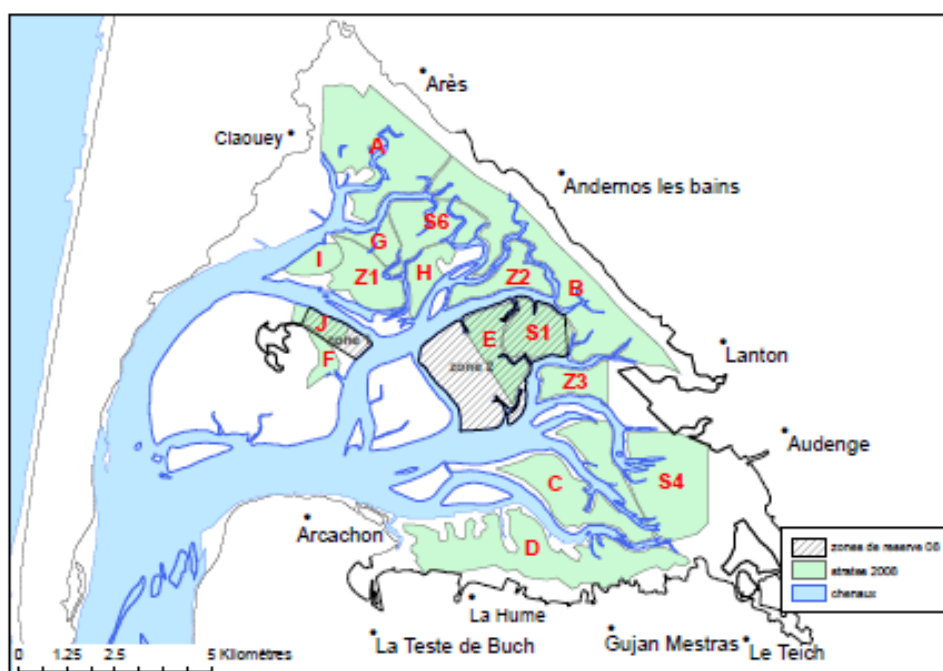 Arès
Claouey
A
Andernos les bains
S6
G
I
H
Z1
Z2
B
J
zone
E
S1
F
zone 2
Lanton
Z3
Audenge
C
S4
Arcachon
D
zones de reserve 08
strates 2008
chenaux
La Hume
La Teste de Buch
Gujan Mestras
Le Teich
0 1.25 2.5 5 Kilomètres